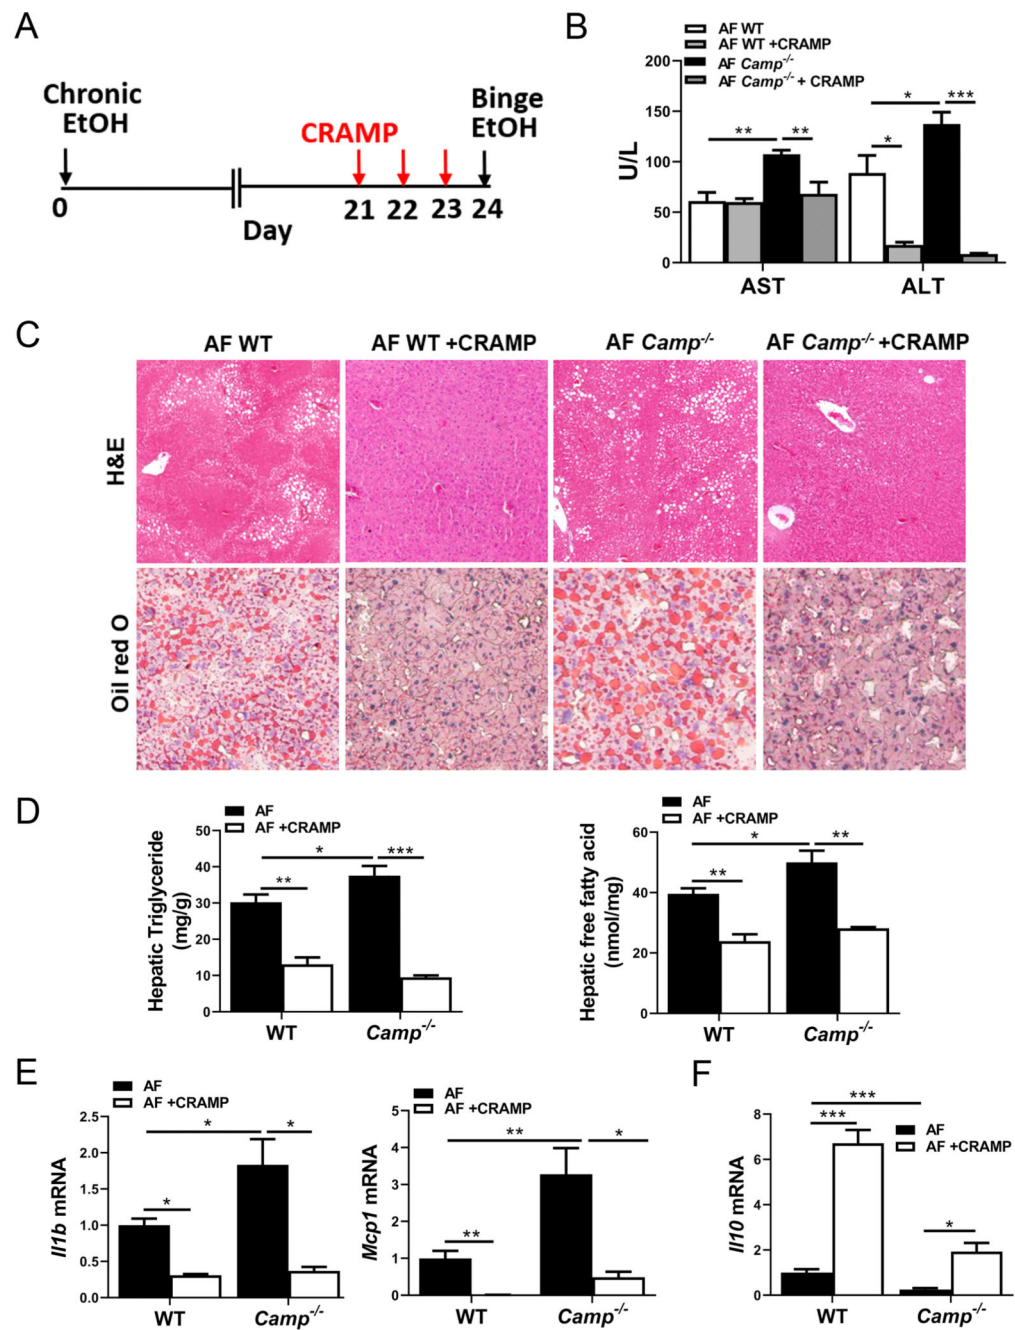 A
Chronic
EtOH
CRAMP
Binge
EtOH
0
21
22
23
24
Day
B
AF WT
AF WT +CRAMP
AF Camp-/-
AF Camp-/- + CRAMP
200
150
100
50
0
U/L
**
**
*
*
***
AST
ALT
C
AF WT
AF WT +CRAMP
AF Camp-/-
AF Camp-/- +CRAMP
H&E
Oil red O
D
AF
AF +CRAMP
Hepatic Triglyceride
(mg/g)
50
40
30
20
10
0
*
**
***
WT
Camp-/-
AF
AF +CRAMP
Hepatic free fatty acid
(nmol/mg)
60
40
20
0
*
**
**
WT
Camp-/-
E
AF
AF +CRAMP
Il1b mRNA
2.5
2.0
1.5
1.0
0.5
0.0
*
*
*
WT
Camp-/-
AF
AF +CRAMP
Mcp1 mRNA
5
4
3
2
1
0
**
**
*
WT
Camp-/-
F
AF
AF +CRAMP
Il10 mRNA
8
6
4
2
0
***
***
*
WT
Camp-/-